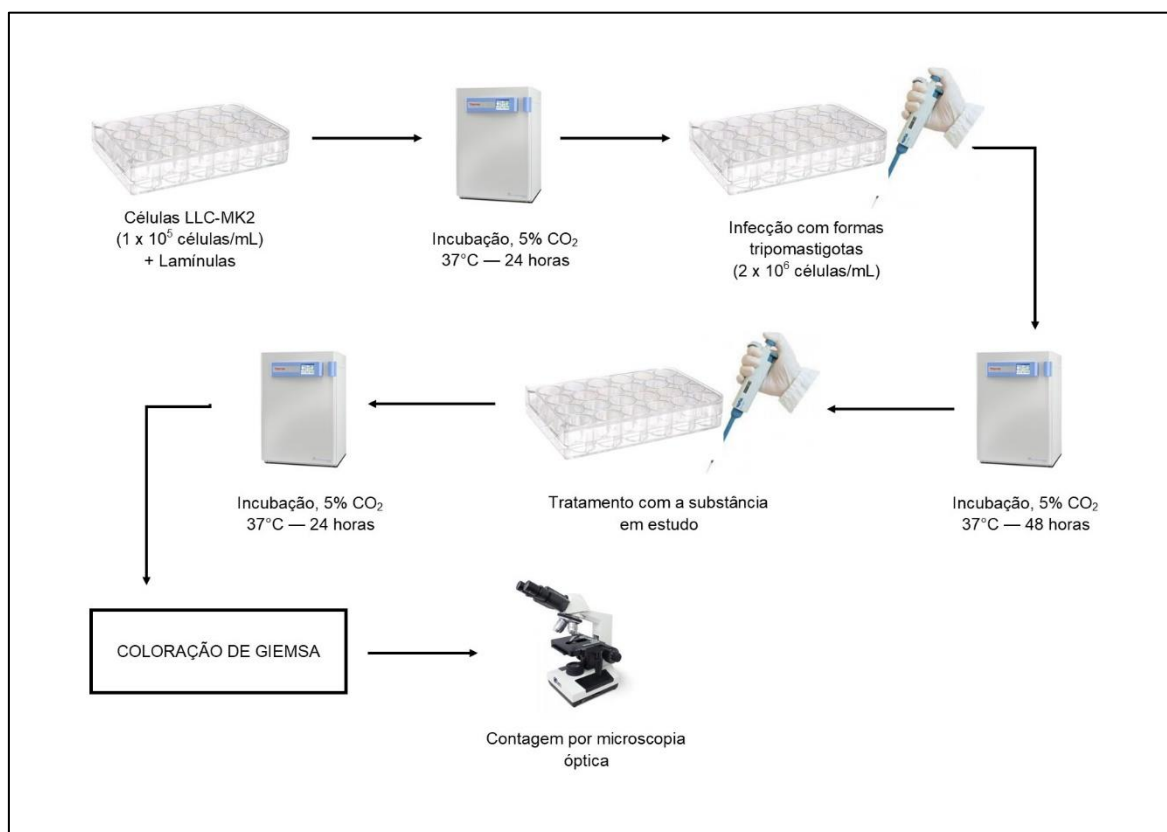 Células LLC-MK2
(1 x 10⁵ células/mL)
+ Lamínulas
Incubação, 5% CO₂
37°C — 24 horas
Infecção com formas
tripomastigotas
(2 x 10⁶ células/mL)
Incubação, 5% CO₂
37°C — 24 horas
Tratamento com a substância
em estudo
Incubação, 5% CO₂
37°C — 48 horas
COLORAÇÃO DE GIEMSA
Contagem por microscopia
óptica